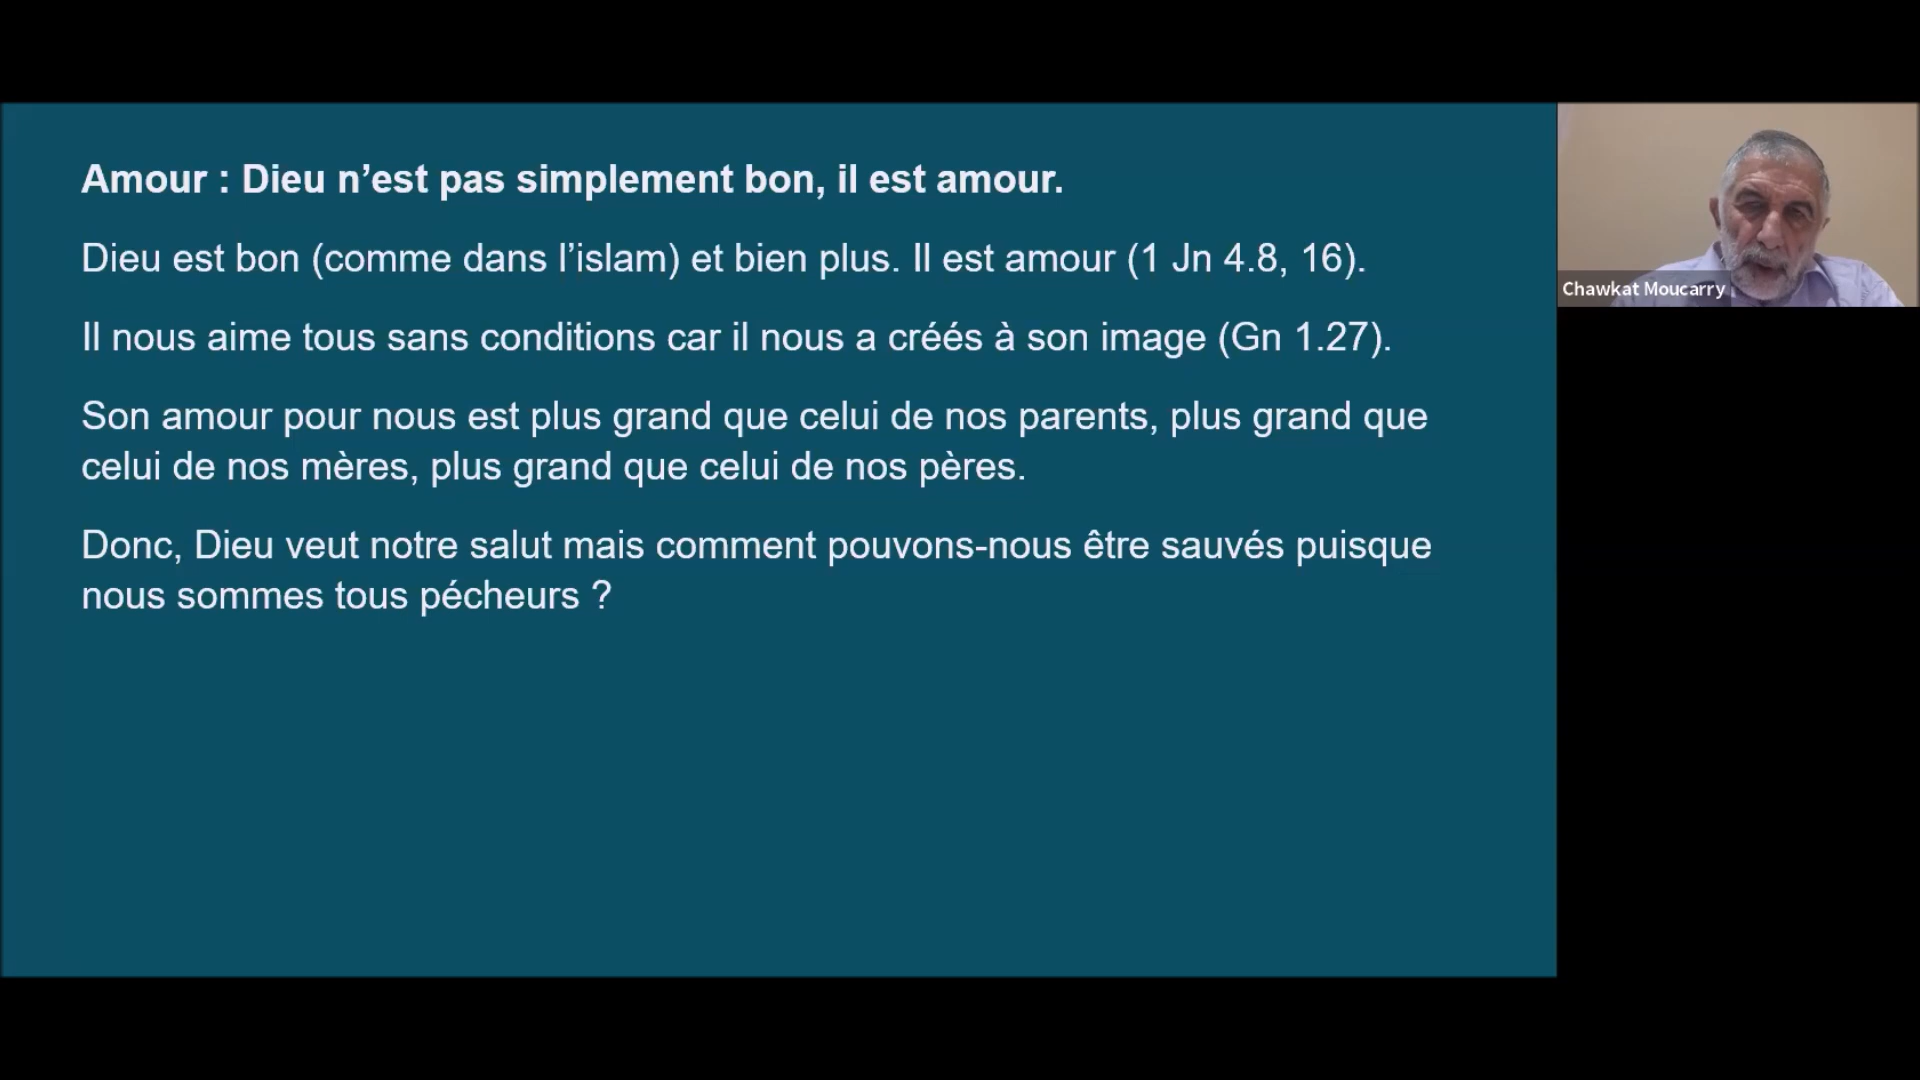 Amour : Dieu n’est pas simplement bon, il est amour.
Dieu est bon (comme dans l’islam) et bien plus. Il est amour (1 Jn 4.8, 16).
Il nous aime tous sans conditions car il nous a créés à son image (Gn 1.27).
Son amour pour nous est plus grand que celui de nos parents, plus grand que
celui de nos mères, plus grand que celui de nos pères.
Donc, Dieu veut notre salut mais comment pouvons-nous être sauvés puisque
nous sommes tous pécheurs ?
Chawkat Moucarry